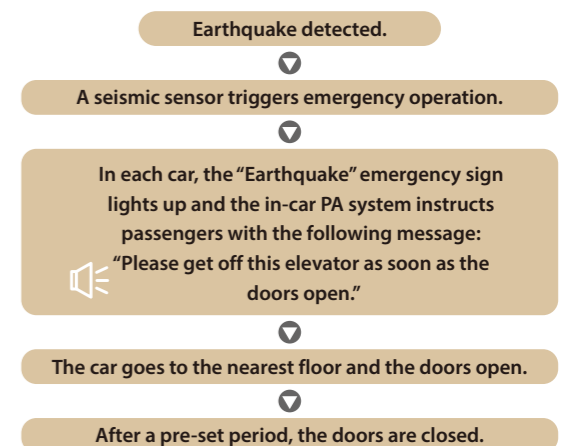 Earthquake detected.
A seismic sensor triggers emergency operation.
In each car, the “Earthquake” emergency sign
lights up and the in-car PA system instructs
passengers with the following message:
“Please get off this elevator as soon as the
doors open.”
The car goes to the nearest floor and the doors open.
After a pre-set period, the doors are closed.